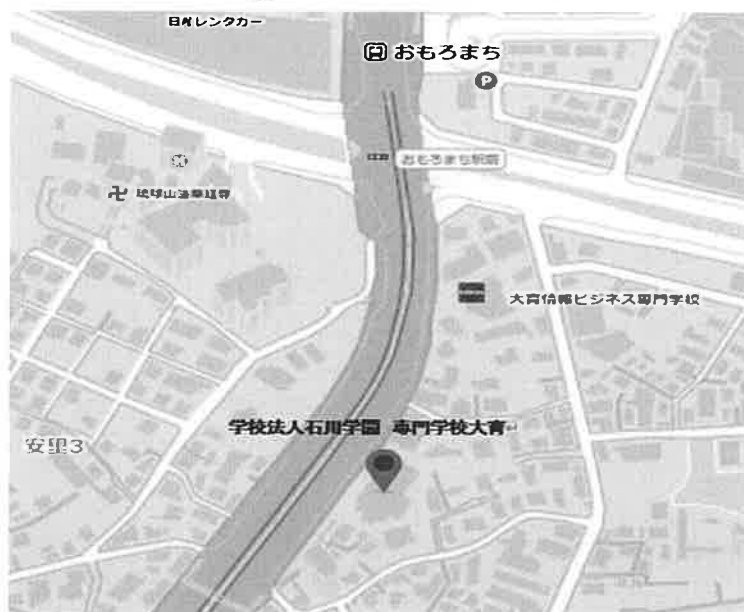 日産レンタカー
おもろまち
P
おもろまち駅前
琉球山法華経寺
大育情報ビジネス専門学校
学校法人石川学園 専門学校大育
安里3